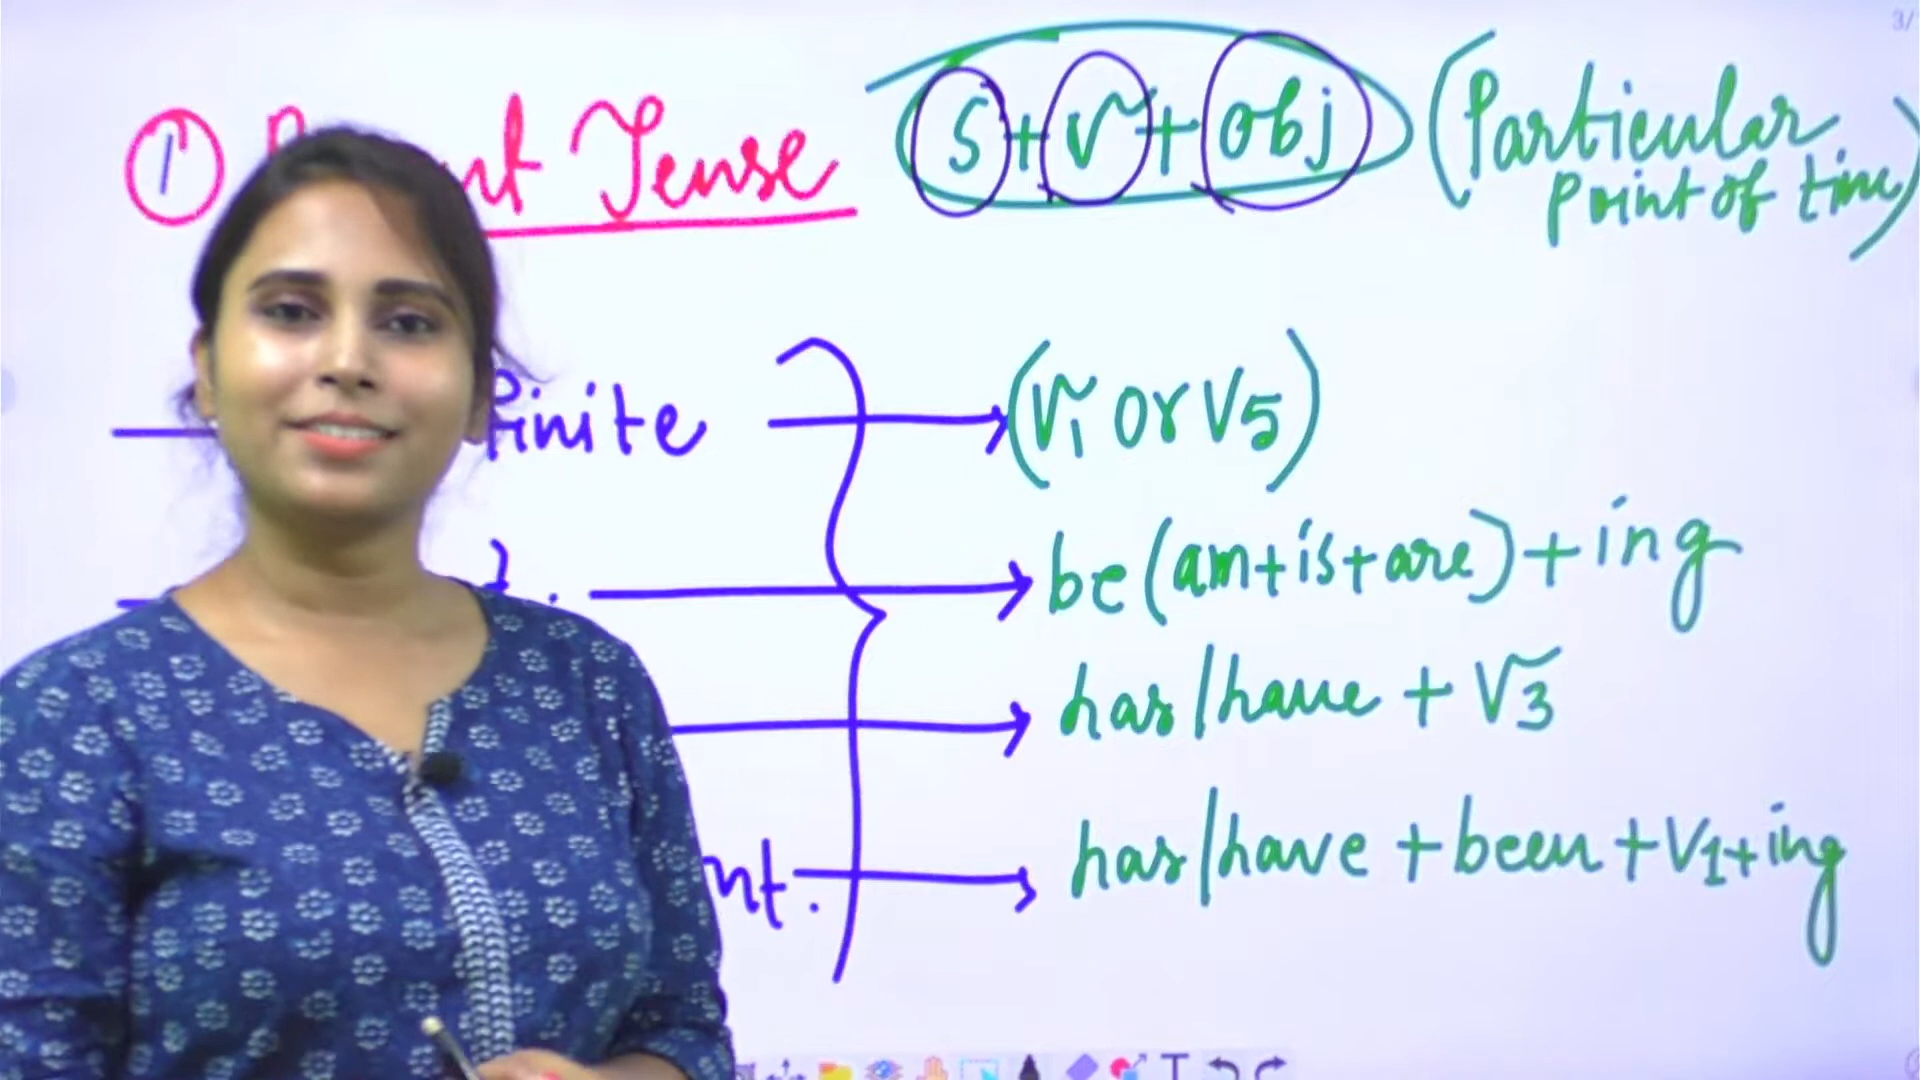 ① Tense S + V + obj (Particular
point of time)
finite → (V1 or V5)
→ be (am+is+are) + ing
→ has/have + V3
nt. → has/have + been + V1 + ing